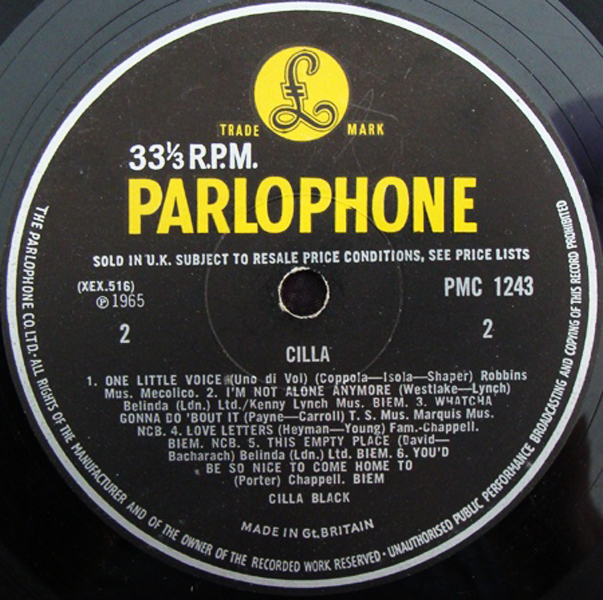 TRADE MARK
33⅓ R.P.M.
PARLOPHONE
SOLD IN U.K. SUBJECT TO RESALE PRICE CONDITIONS, SEE PRICE LISTS
(XEX.516)
PMC 1243
℗ 1965
2
2
CILLA
1. ONE LITTLE VOICE (Uno di Voi) (Coppola—Isola—Shaper) Robbins
Mus. Mecolico. 2. I'M NOT ALONE ANYMORE (Westlake—Lynch)
Belinda (Ldn.) Ltd./Kenny Lynch Mus. BIEM. 3. WHATCHA
GONNA DO 'BOUT IT (Payne—Carroll) T. S. Mus. Marquis Mus.
NCB. 4. LOVE LETTERS (Heyman—Young) Fam.-Chappell.
BIEM. NCB. 5. THIS EMPTY PLACE (David—
Bacharach) Belinda (Ldn.) Ltd. BIEM. 6. YOU'D
BE SO NICE TO COME HOME TO
(Porter) Chappell. BIEM
CILLA BLACK
MADE IN Gt. BRITAIN
THE PARLOPHONE CO. LTD. · ALL RIGHTS OF THE MANUFACTURER AND OF THE OWNER OF THE RECORDED WORK RESERVED · UNAUTHORISED PUBLIC PERFORMANCE BROADCASTING AND COPYING OF THIS RECORD PROHIBITED